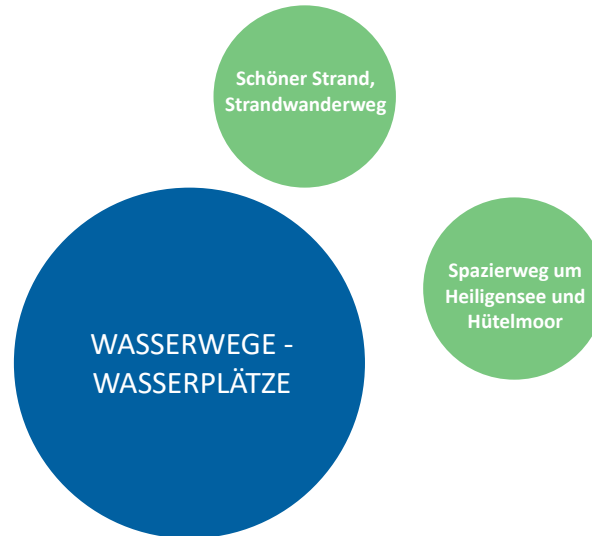 Schöner Strand,
Strandwanderweg
Spazierweg um
Heiligensee und
Hütelmoor
WASSERWEGE -
WASSERPLÄTZE